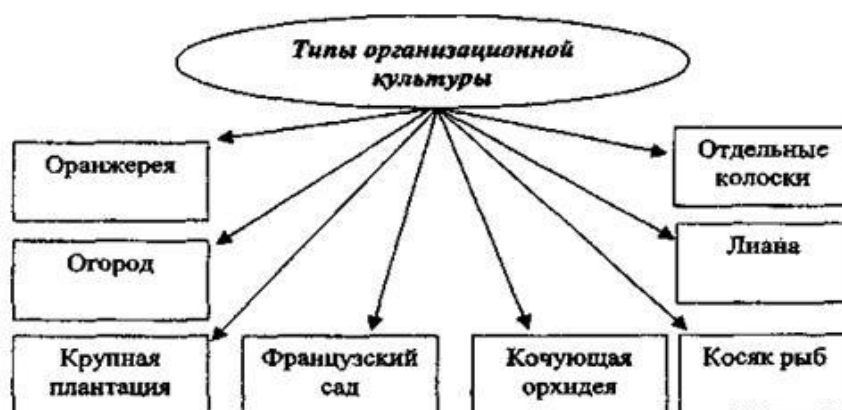 Типы организационной
культуры
Оранжерея
Отдельные
колоски
Огород
Лиана
Крупная
плантация
Французский
сад
Кочующая
орхидея
Косяк рыб